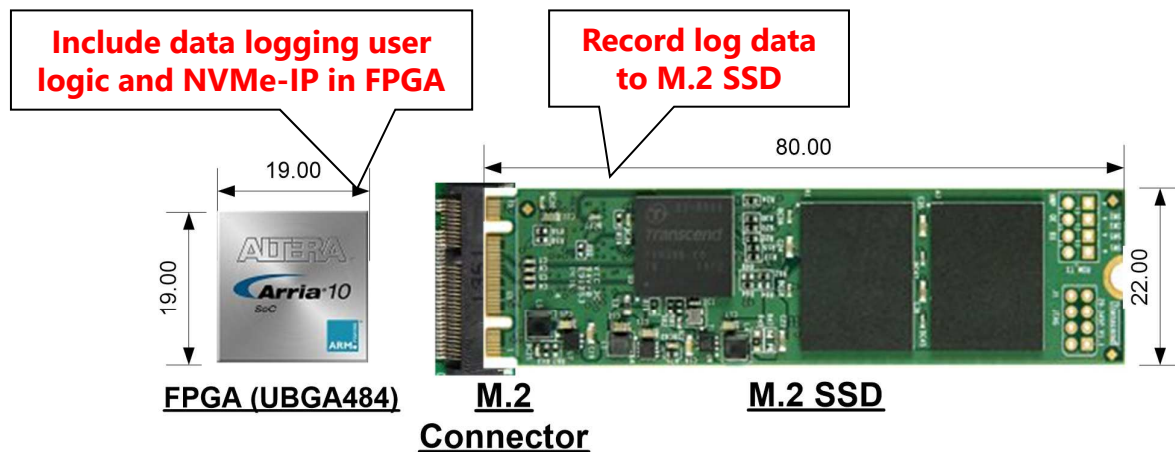 Include data logging user
logic and NVMe-IP in FPGA
Record log data
to M.2 SSD
19.00
80.00
19.00
22.00
ALTERA
Arria 10
SoC
ARM
Transcend
FPGA (UBGA484)
M.2
Connector
M.2 SSD